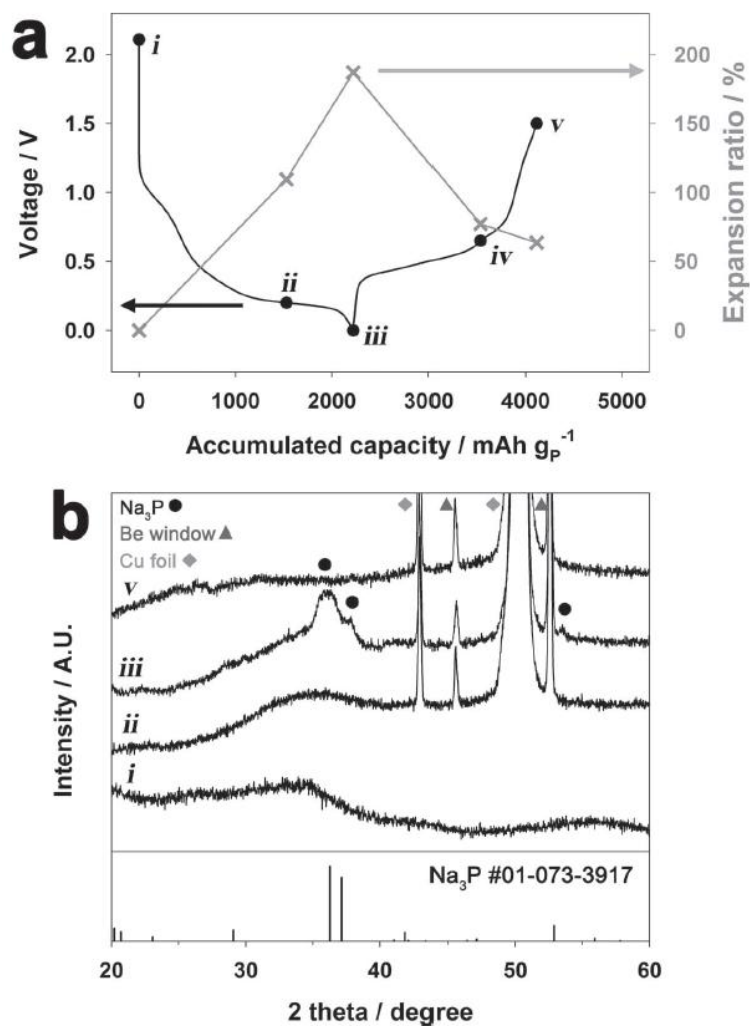 a
i
ii
iii
iv
v
2.0
1.5
1.0
0.5
0.0
Voltage / V
200
150
100
50
0
Expansion ratio / %
0 1000 2000 3000 4000 5000
Accumulated capacity / mAh g_P^-1
b
Na₃P
Be window
Cu foil
v
iii
ii
i
Intensity / A.U.
Na₃P #01-073-3917
20 30 40 50 60
2 theta / degree